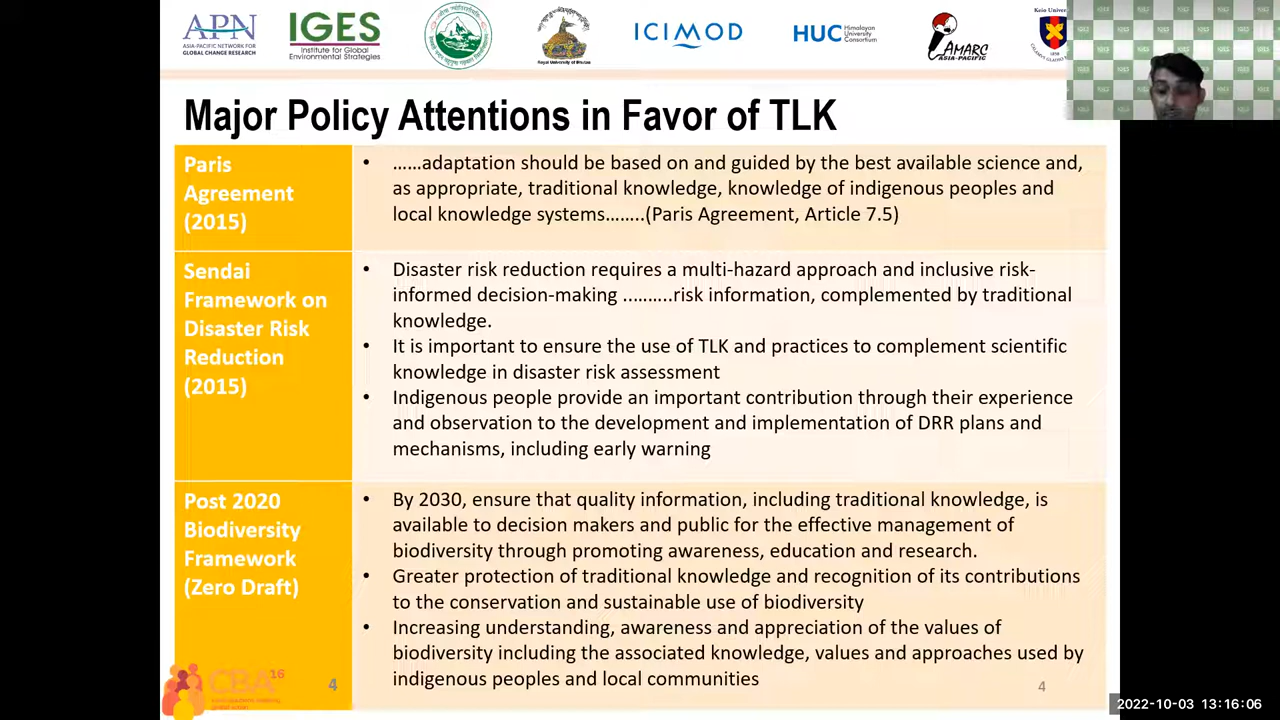 APN
ASIA-PACIFIC NETWORK FOR
GLOBAL CHANGE RESEARCH
IGES
Institute for Global
Environmental Strategies
Royal University of Bhutan
ICIMOD
HUC Himalayan
University
Consortium
AMARC
ASIA-PACIFIC
Keio Univer
Major Policy Attentions in Favor of TLK
Paris
Agreement
(2015)
• ……adaptation should be based on and guided by the best available science and,
as appropriate, traditional knowledge, knowledge of indigenous peoples and
local knowledge systems……..(Paris Agreement, Article 7.5)
Sendai
Framework on
Disaster Risk
Reduction
(2015)
• Disaster risk reduction requires a multi-hazard approach and inclusive risk-
informed decision-making ……….risk information, complemented by traditional
knowledge.
• It is important to ensure the use of TLK and practices to complement scientific
knowledge in disaster risk assessment
• Indigenous people provide an important contribution through their experience
and observation to the development and implementation of DRR plans and
mechanisms, including early warning
Post 2020
Biodiversity
Framework
(Zero Draft)
• By 2030, ensure that quality information, including traditional knowledge, is
available to decision makers and public for the effective management of
biodiversity through promoting awareness, education and research.
• Greater protection of traditional knowledge and recognition of its contributions
to the conservation and sustainable use of biodiversity
• Increasing understanding, awareness and appreciation of the values of
biodiversity including the associated knowledge, values and approaches used by
indigenous peoples and local communities
CBA16
4
4
2022-10-03 13:16:06